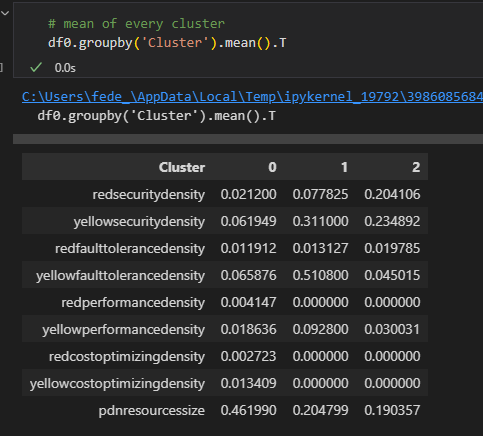 # mean of every cluster
df0.groupby('Cluster').mean().T
0.0s
C:\Users\fede_\AppData\Local\Temp\ipykernel_19792\3986085684
df0.groupby('Cluster').mean().T
Cluster 0 1 2
redsecuritydensity 0.021200 0.077825 0.204106
yellowsecuritydensity 0.061949 0.311000 0.234892
redfaulttolerancedensity 0.011912 0.013127 0.019785
yellowfaulttolerancedensity 0.065876 0.510800 0.045015
redperformancedensity 0.004147 0.000000 0.000000
yellowperformancedensity 0.018636 0.092800 0.030031
redcostoptimizingdensity 0.002723 0.000000 0.000000
yellowcostoptimizingdensity 0.013409 0.000000 0.000000
pdnresourcessize 0.461990 0.204799 0.190357